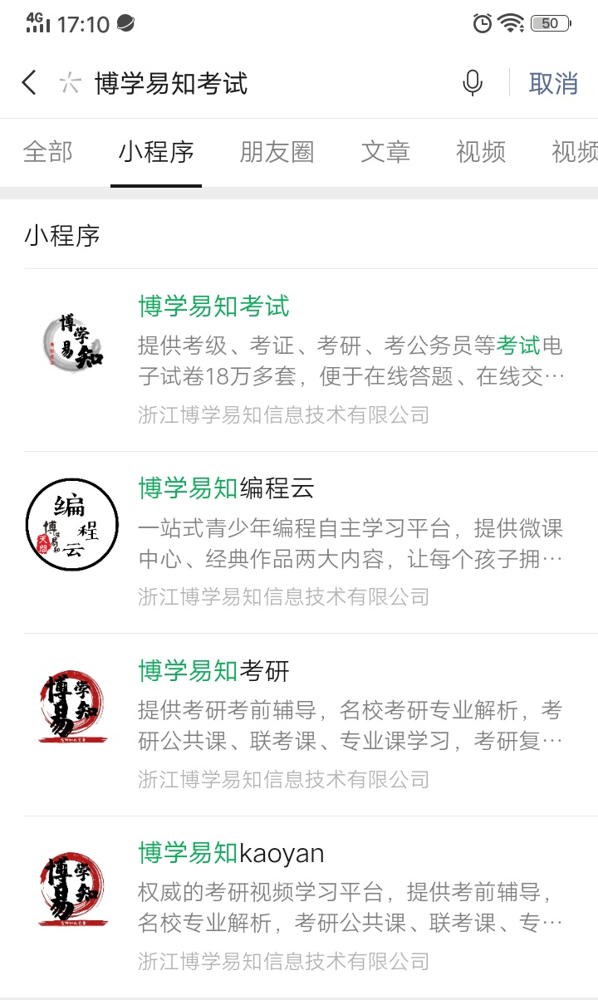 4G 17:10 50
博学易知考试 取消
全部 小程序 朋友圈 文章 视频 视频
小程序
博学易知考试
提供考级、考证、考研、考公务员等考试电
子试卷18万多套，便于在线答题、在线交…
浙江博学易知信息技术有限公司
博学易知编程云
一站式青少年编程自主学习平台，提供微课
中心、经典作品两大内容，让每个孩子拥…
浙江博学易知信息技术有限公司
博学易知考研
提供考研考前辅导，名校考研专业解析，考
研公共课、联考课、专业课学习，考研复…
浙江博学易知信息技术有限公司
博学易知kaoyan
权威的考研视频学习平台，提供考前辅导，
名校专业解析，考研公共课、联考课、专…
浙江博学易知信息技术有限公司
博学易知
编程云
博学易知
博学易知